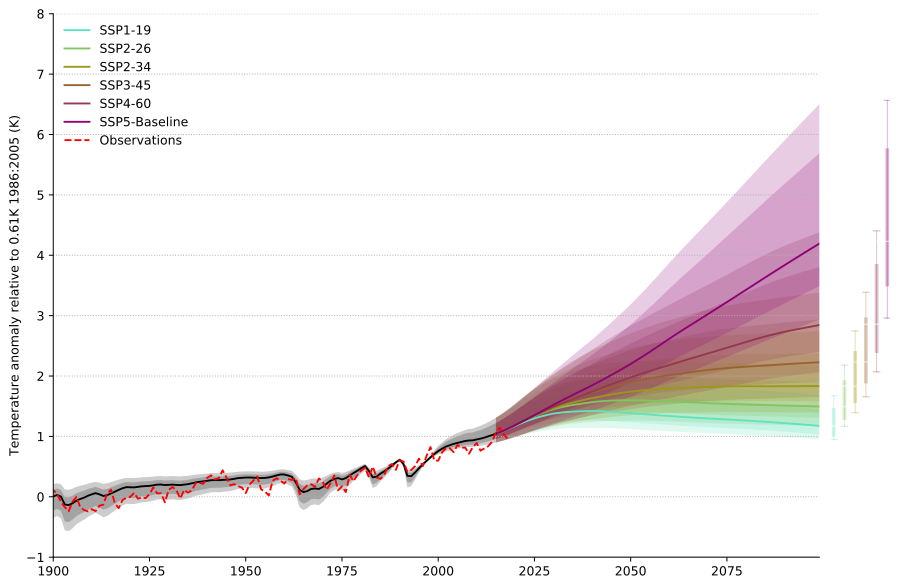 8
7
6
5
4
3
2
1
0
−1
Temperature anomaly relative to 0.61K 1986:2005 (K)
SSP1-19
SSP2-26
SSP2-34
SSP3-45
SSP4-60
SSP5-Baseline
Observations
1900 1925 1950 1975 2000 2025 2050 2075